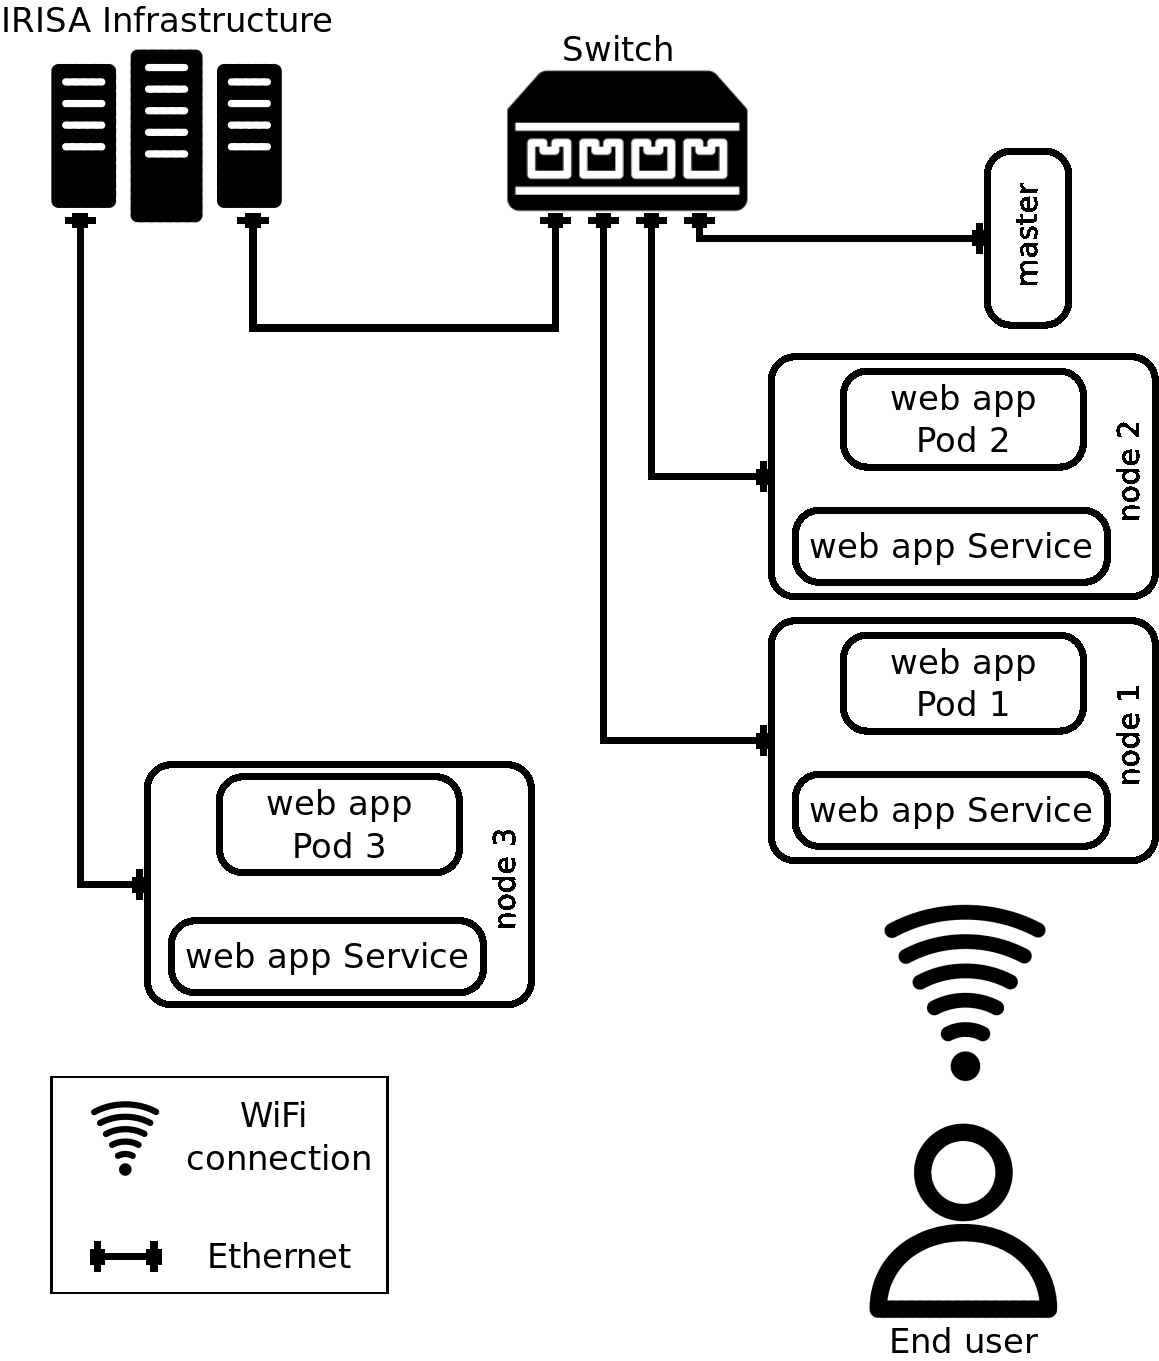 IRISA Infrastructure
Switch
master
web app
Pod 2
node 2
web app Service
web app
Pod 1
node 1
web app Service
web app
Pod 3
node 3
web app Service
WiFi
connection
Ethernet
End user